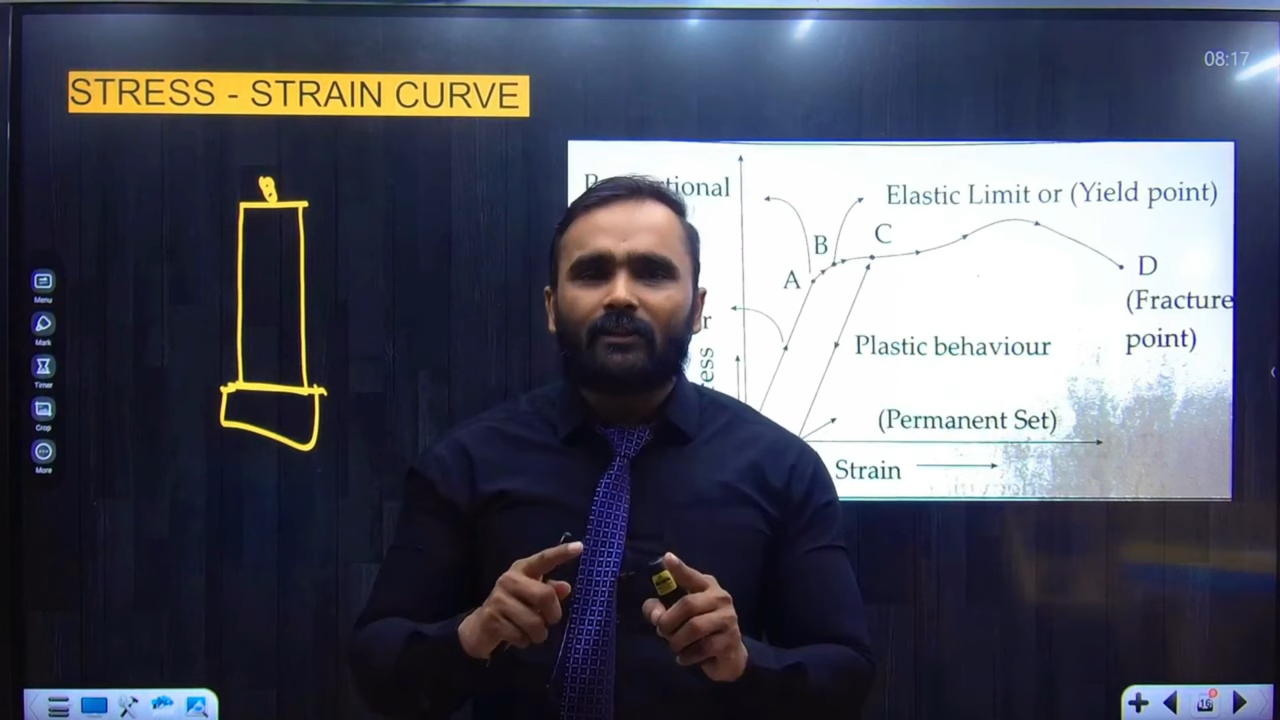 08:17
STRESS - STRAIN CURVE
Elastic Limit or (Yield point)
B
C
A
D
(Fracture
point)
Plastic behaviour
(Permanent Set)
Strain
Menu
Mark
Timer
Crop
More
16